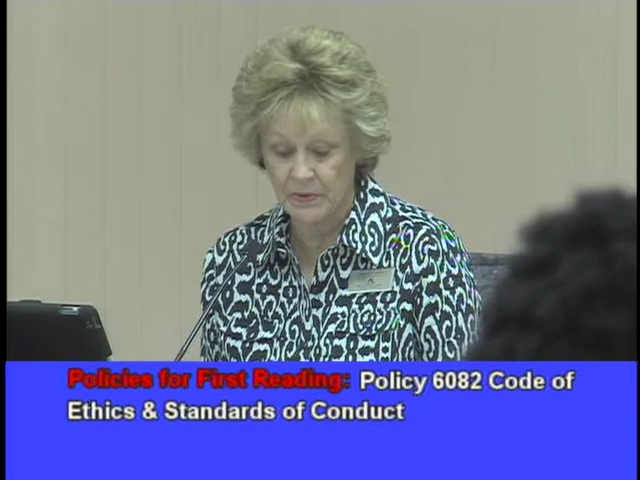 Policies for First Reading: Policy 6082 Code of
Ethics & Standards of Conduct